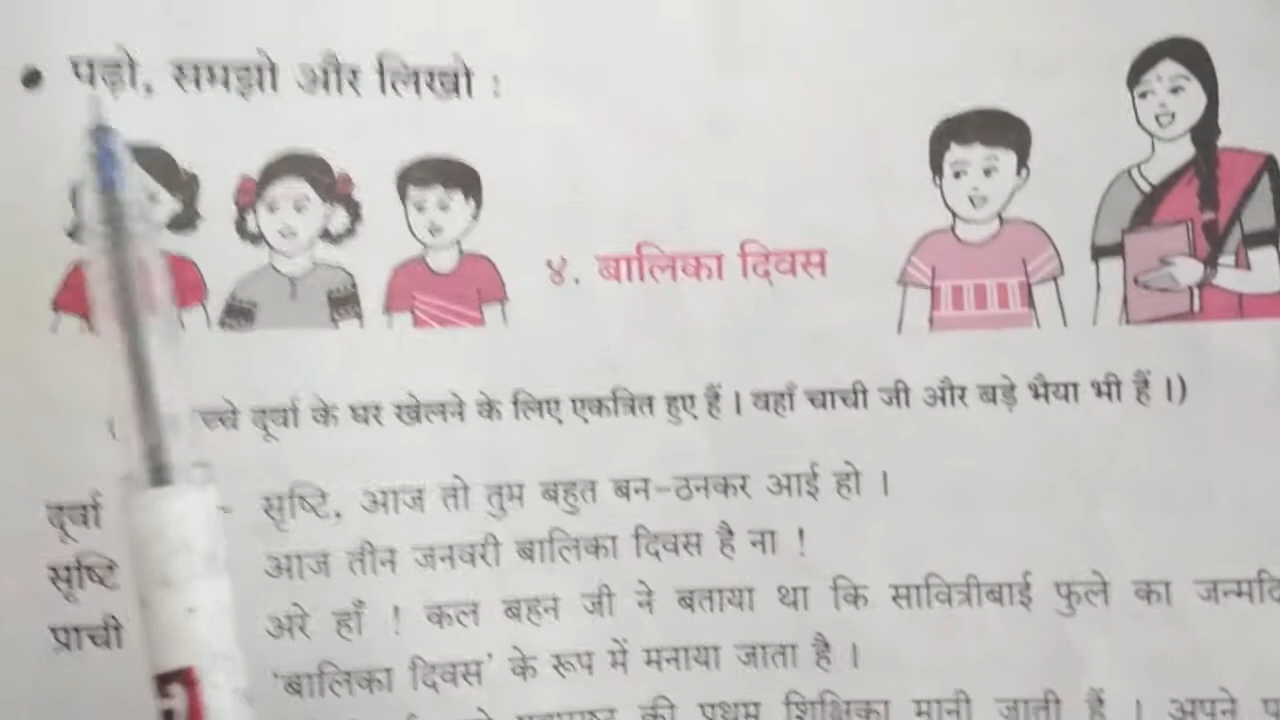 • पढ़ो, समझो और लिखो :
४. बालिका दिवस
दूर्वा के घर खेलने के लिए एकत्रित हुए हैं । वहाँ चाची जी और बड़े भैया भी हैं ।)
दूर्वा - सृष्टि, आज तो तुम बहुत बन-ठनकर आई हो ।
सृष्टि आज तीन जनवरी बालिका दिवस है ना !
प्राची अरे हाँ ! कल बहन जी ने बताया था कि सावित्रीबाई फुले का
'बालिका दिवस' के रूप में मनाया जाता है ।
की प्रथम शिक्षिका मानी जाती हैं । अपने